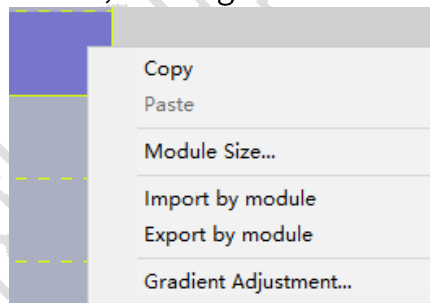 Copy
Paste
Module Size...
Import by module
Export by module
Gradient Adjustment...